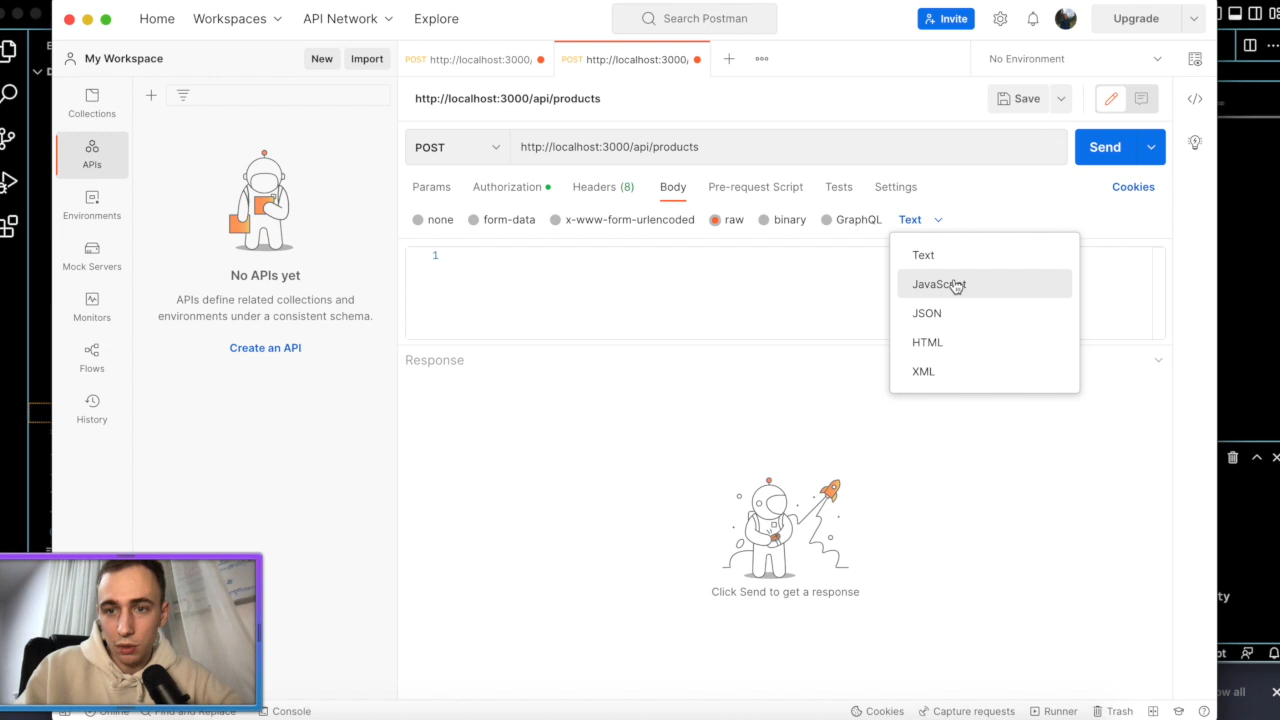 Home Workspaces API Network Explore Search Postman Invite Upgrade
My Workspace New Import POST http://localhost:3000/ POST http://localhost:3000/ No Environment
Collections
APIs
Environments
Mock Servers
Monitors
Flows
History
No APIs yet
APIs define related collections and
environments under a consistent schema.
Create an API
http://localhost:3000/api/products Save
POST http://localhost:3000/api/products Send
Params Authorization Headers (8) Body Pre-request Script Tests Settings Cookies
none form-data x-www-form-urlencoded raw binary GraphQL Text
1
Text
JavaScript
JSON
HTML
XML
Response
Click Send to get a response
Online Find and Replace Console Cookies Capture requests Runner Trash